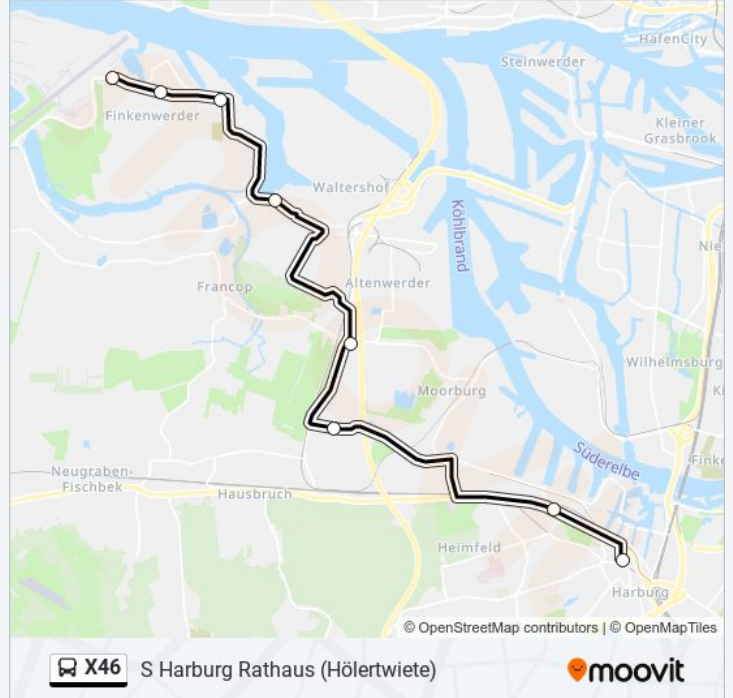 HafenCity
Steinwerder
Finkenwerder
Kleiner
Grasbrook
Waltershof
Köhlbrand
Nie
Francop
Altenwerder
Wilhelmsburg
Moorburg
Ki
Süderelbe
Finke
Neugraben-
Fischbek
Hausbruch
Heimfeld
Harburg
© OpenStreetMap contributors | © OpenMapTiles
X46 S Harburg Rathaus (Hölertwiete)
moovit